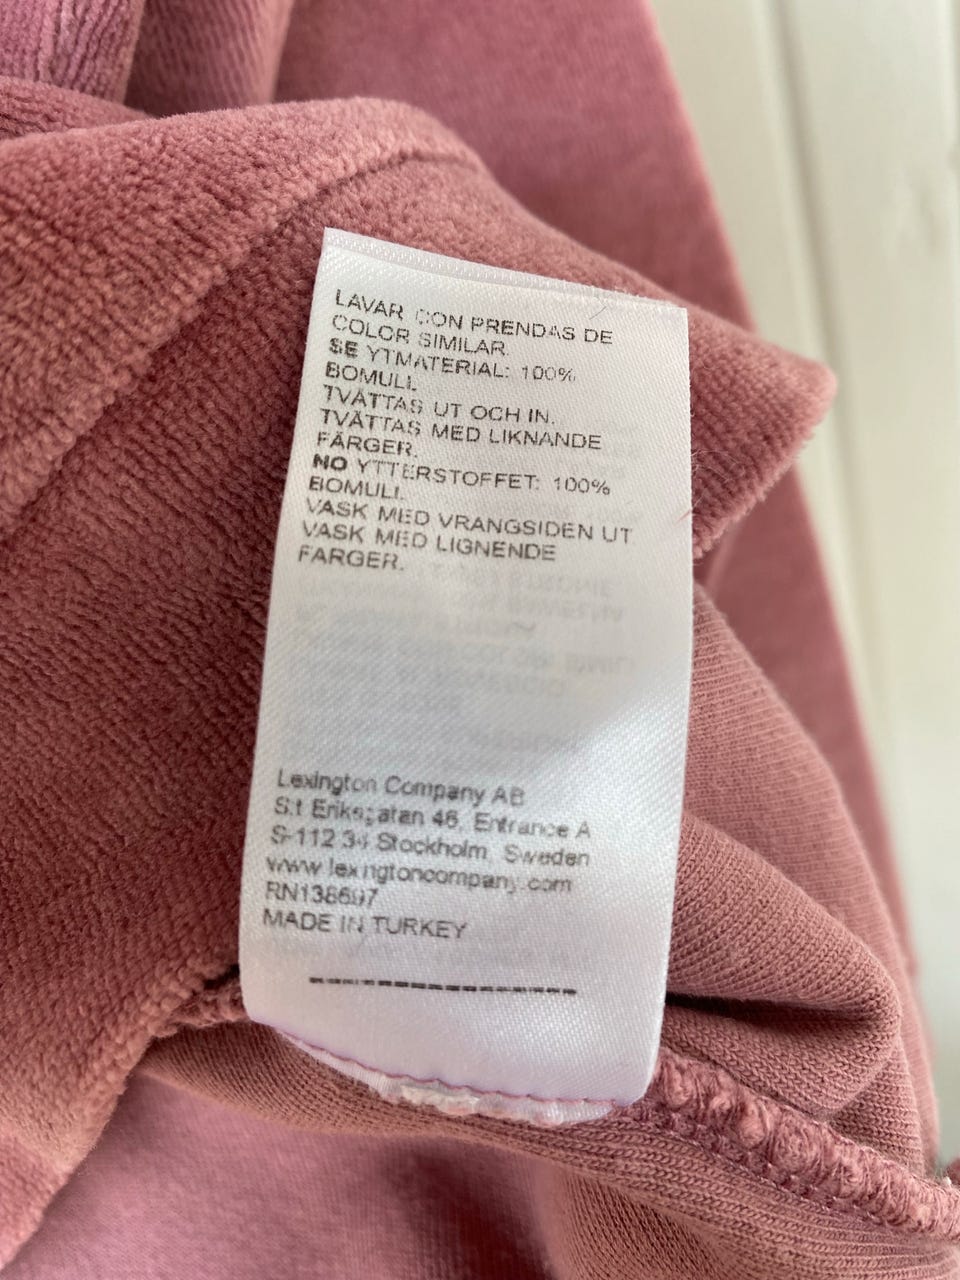 LAVAR CON PRENDAS DE
COLOR SIMILAR.
SE YTMATERIAL: 100%
BOMULL.
TVÄTTAS UT OCH IN.
TVÄTTAS MED LIKNANDE
FÄRGER.
NO YTTERSTOFFET: 100%
BOMULL.
VASK MED VRANGSIDEN UT
VASK MED LIGNENDE
FARGER.
Lexington Company AB
S:t Eriksgatan 46, Entrance A
S-112 34 Stockholm, Sweden
www.lexingtoncompany.com
RN138697
MADE IN TURKEY